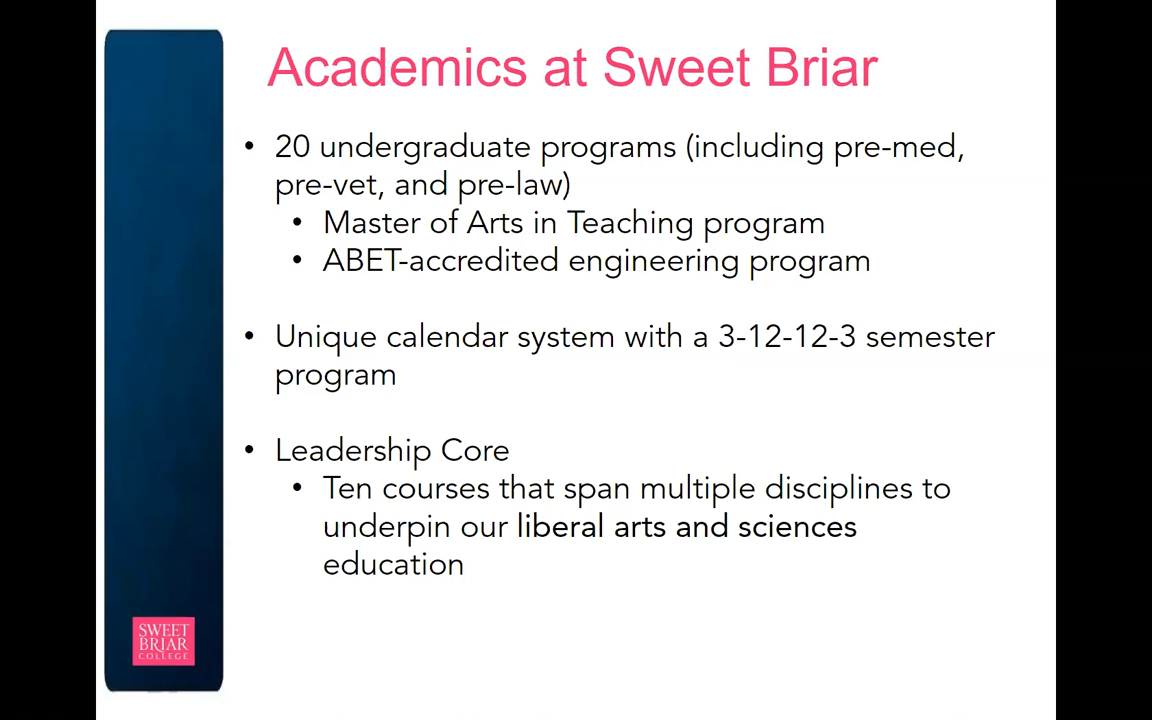 Academics at Sweet Briar
• 20 undergraduate programs (including pre-med,
pre-vet, and pre-law)
• Master of Arts in Teaching program
• ABET-accredited engineering program
• Unique calendar system with a 3-12-12-3 semester
program
• Leadership Core
• Ten courses that span multiple disciplines to
underpin our liberal arts and sciences
education
SWEET
BRIAR
COLLEGE